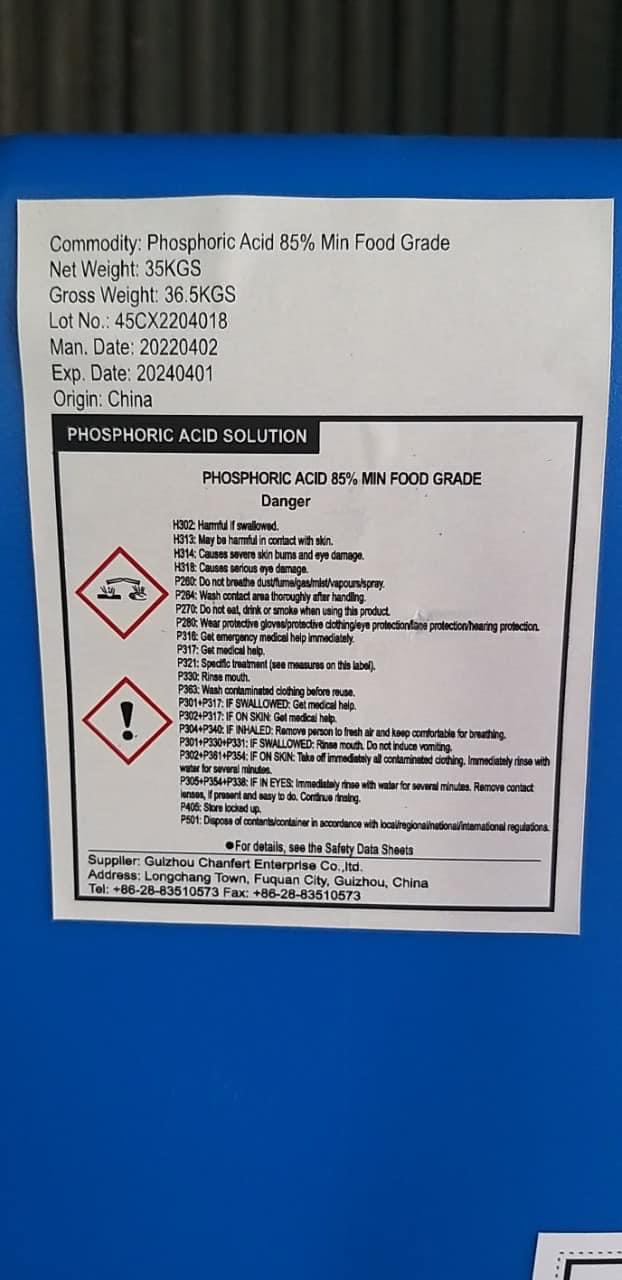 Commodity: Phosphoric Acid 85% Min Food Grade
Net Weight: 35KGS
Gross Weight: 36.5KGS
Lot No.: 45CX2204018
Man. Date: 20220402
Exp. Date: 20240401
Origin: China
PHOSPHORIC ACID SOLUTION
PHOSPHORIC ACID 85% MIN FOOD GRADE
Danger
H302: Harmful if swallowed.
H313: May be harmful in contact with skin.
H314: Causes severe skin burns and eye damage.
H318: Causes serious eye damage.
P260: Do not breathe dust/fume/gas/mist/vapours/spray.
P264: Wash contact area thoroughly after handling.
P270: Do not eat, drink or smoke when using this product.
P280: Wear protective gloves/protective clothing/eye protection/face protection/hearing protection.
P316: Get emergency medical help immediately.
P317: Get medical help.
P321: Specific treatment (see measures on this label).
P330: Rinse mouth.
P363: Wash contaminated clothing before reuse.
P301+P317: IF SWALLOWED: Get medical help.
P302+P317: IF ON SKIN: Get medical help.
P304+P340: IF INHALED: Remove person to fresh air and keep comfortable for breathing.
P301+P330+P331: IF SWALLOWED: Rinse mouth. Do not induce vomiting.
P302+P361+P354: IF ON SKIN: Take off immediately all contaminated clothing. Immediately rinse with
water for several minutes.
P305+P354+P338: IF IN EYES: Immediately rinse with water for several minutes. Remove contact
lenses, if present and easy to do. Continue rinsing.
P405: Store locked up.
P501: Dispose of contents/container in accordance with local/regional/national/international regulations.
●For details, see the Safety Data Sheets
Supplier: Guizhou Chanfert Enterprise Co.,ltd.
Address: Longchang Town, Fuquan City, Guizhou, China
Tel: +86-28-83510573 Fax: +86-28-83510573